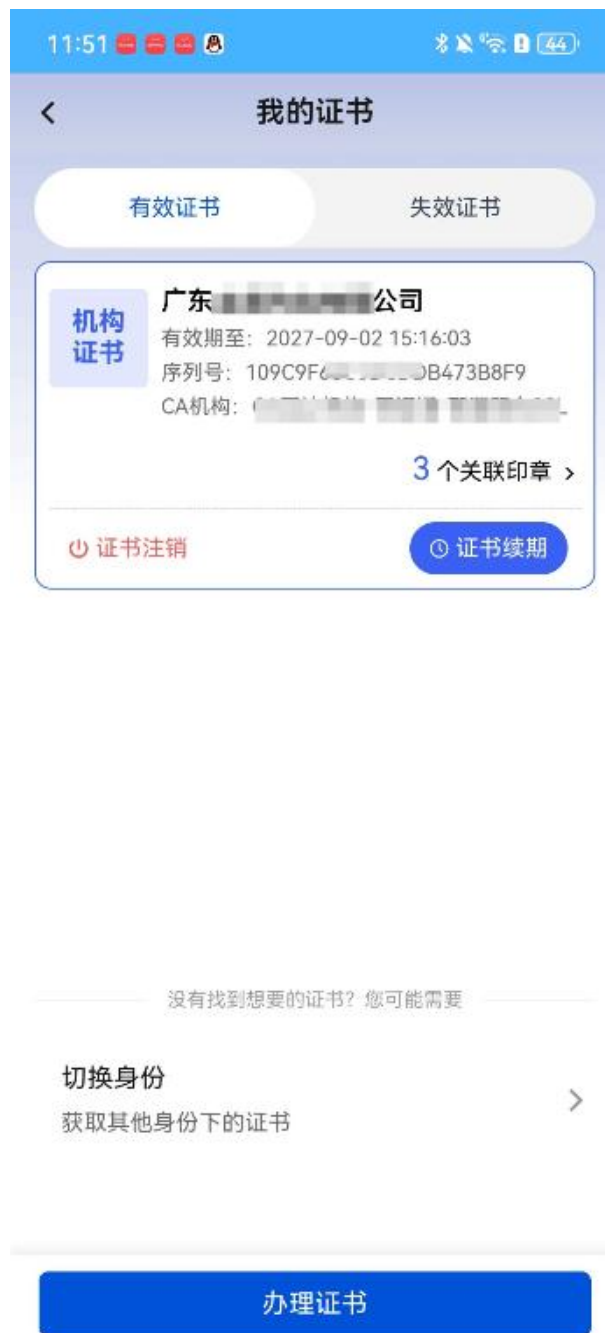 11:51 44
我的证书
有效证书 失效证书
机构证书
广东 公司
有效期至：2027-09-02 15:16:03
序列号：109C9F6 DB473B8F9
CA机构：
3个关联印章
证书注销 证书续期
没有找到想要的证书？您可能需要
切换身份
获取其他身份下的证书
办理证书